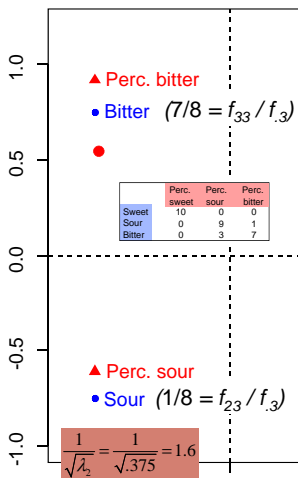 1.0
Perc. bitter
Bitter (7/8 = f33 / f.3)
0.5
Perc. Perc. Perc.
sweet sour bitter
Sweet 10 0 0
Sour 0 9 1
Bitter 0 3 7
0.0
-0.5
Perc. sour
Sour (1/8 = f23 / f.3)
-1.0
1/√λ2 = 1/√.375 = 1.6